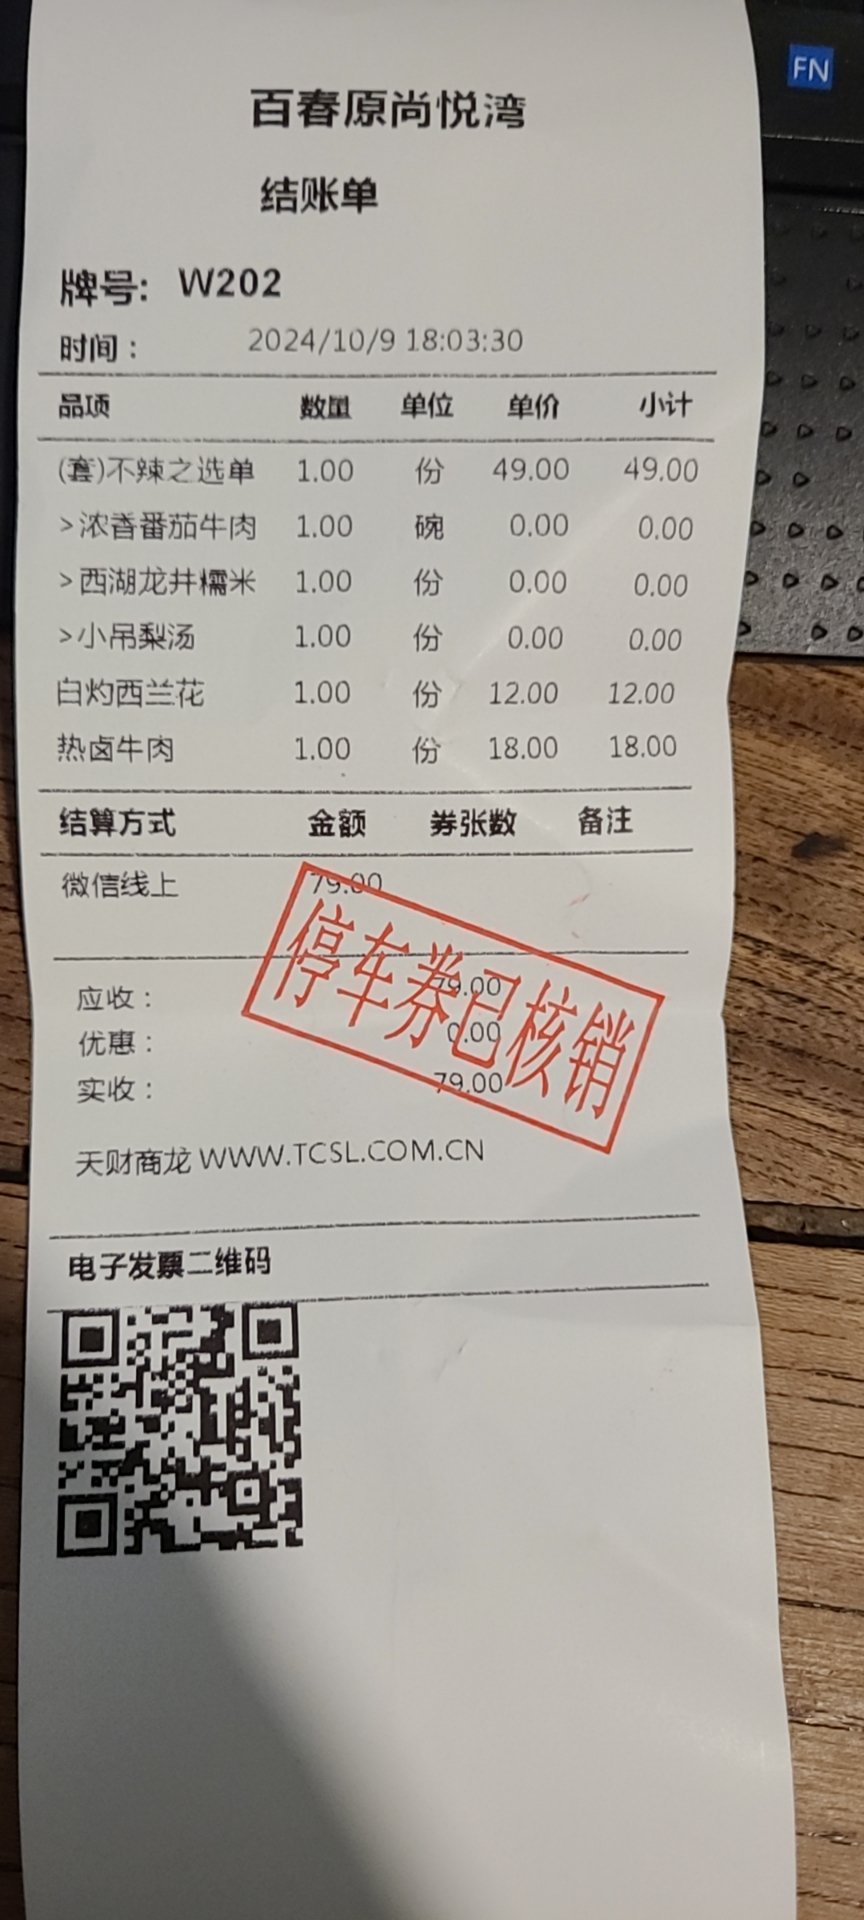 FN
百春原尚悦湾
结账单
牌号: W202
时间： 2024/10/9 18:03:30
品项 数量 单位 单价 小计
(套)不辣之选单 1.00 份 49.00 49.00
>浓香番茄牛肉 1.00 碗 0.00 0.00
>西湖龙井糯米 1.00 份 0.00 0.00
>小吊梨汤 1.00 份 0.00 0.00
白灼西兰花 1.00 份 12.00 12.00
热卤牛肉 1.00 份 18.00 18.00
结算方式 金额 券张数 备注
微信线上 79.00
停车券已核销
应收： 79.00
优惠： 0.00
实收： 79.00
天财商龙 WWW.TCSL.COM.CN
电子发票二维码